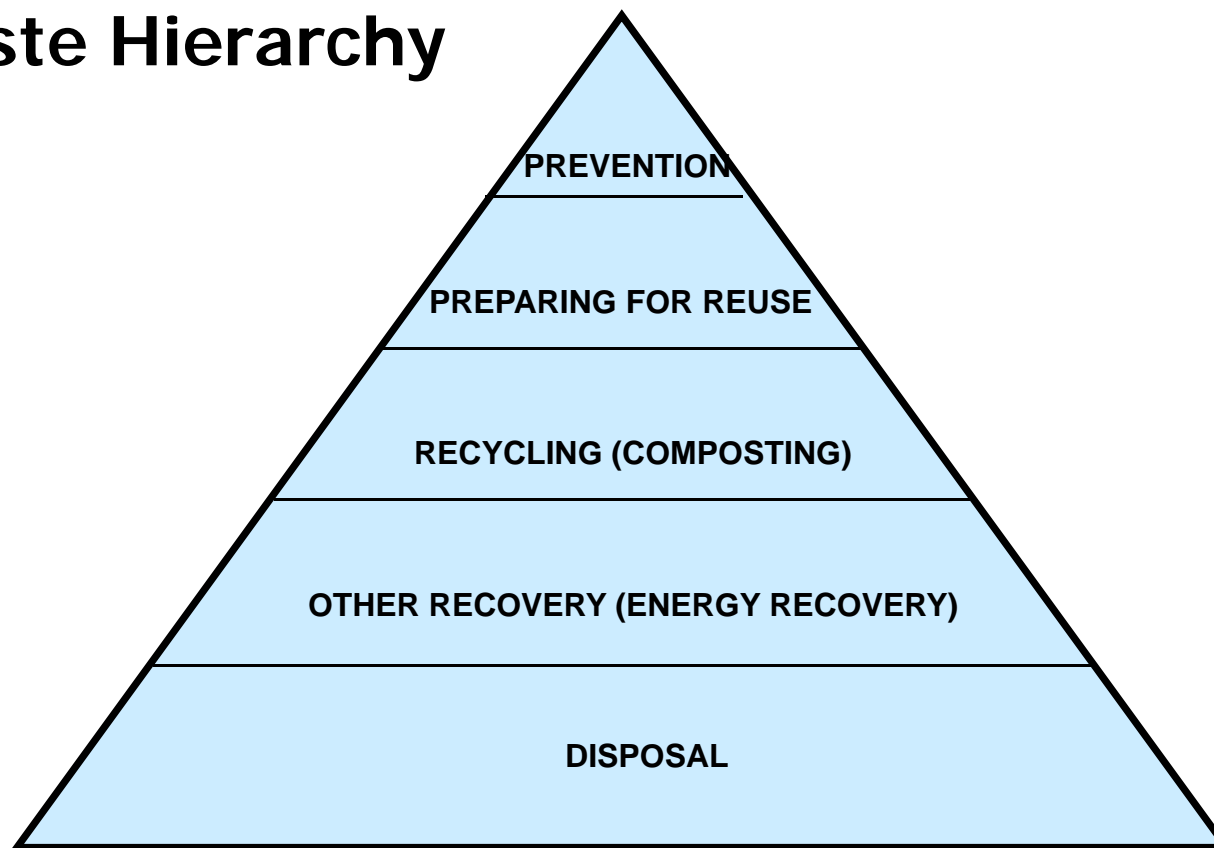 ste Hierarchy
PREVENTION
PREPARING FOR REUSE
RECYCLING (COMPOSTING)
OTHER RECOVERY (ENERGY RECOVERY)
DISPOSAL